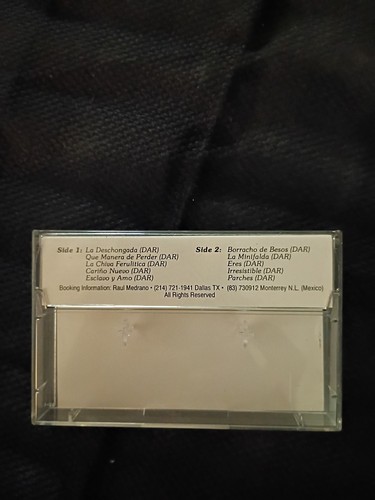 Side 1: La Deschongada (DAR)
Que Manera de Perder (DAR)
La Chiva Ferulitica (DAR)
Cariño Nuevo (DAR)
Esclavo y Amo (DAR)
Side 2: Borracho de Besos (DAR)
La Minifalda (DAR)
Eres (DAR)
Irresistible (DAR)
Parches (DAR)
Booking Information: Raul Medrano • (214) 721-1941 Dallas TX • (83) 730912 Monterrey N.L. (Mexico)
All Rights Reserved